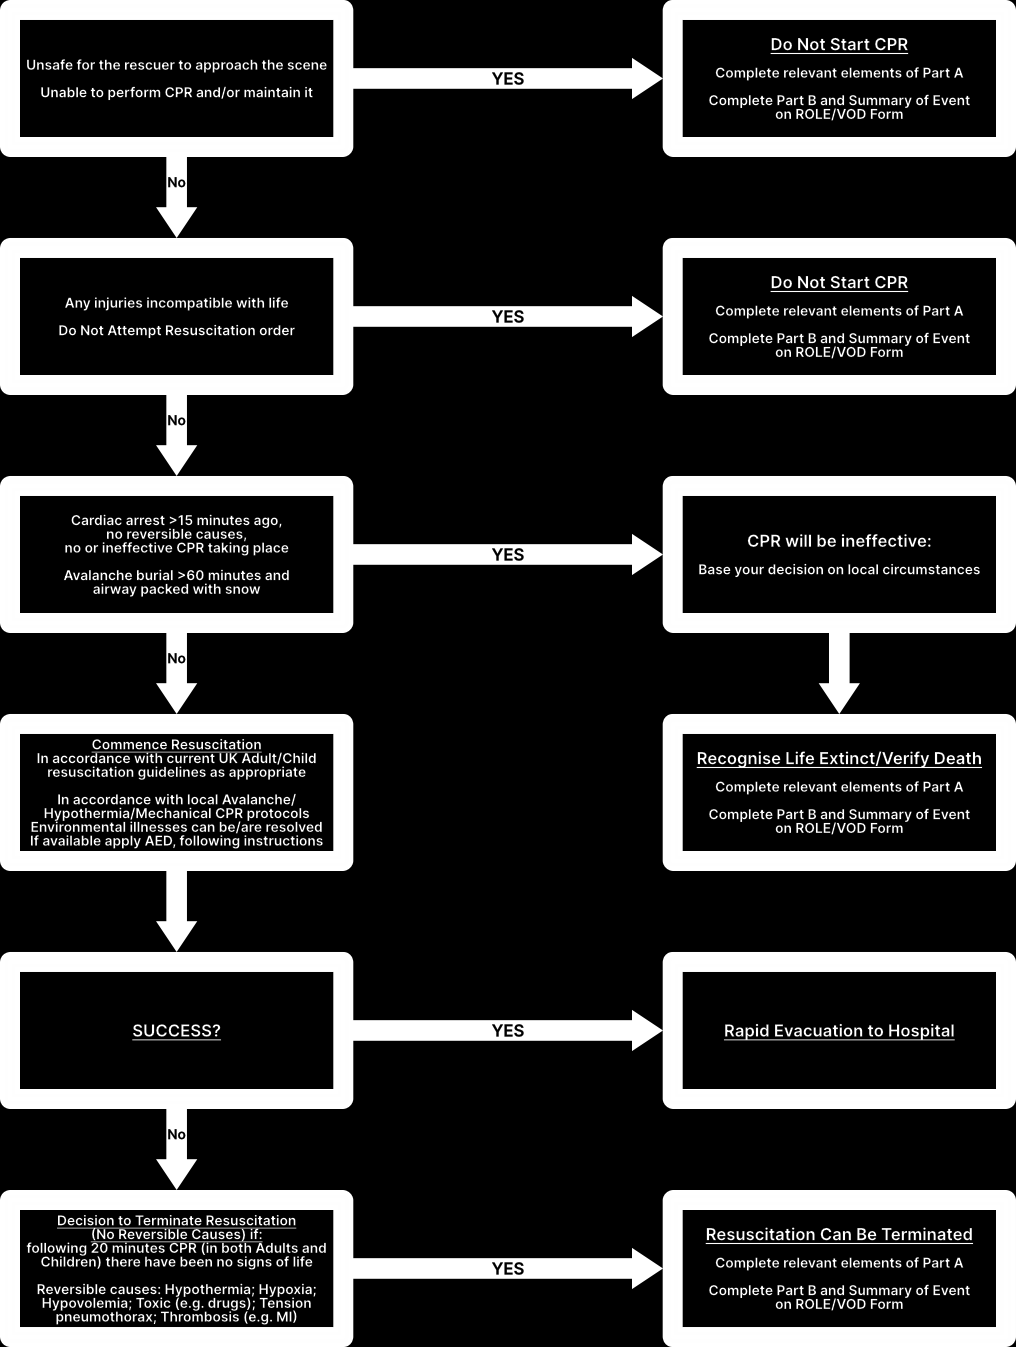 Unsafe for the rescuer to approach the scene
Unable to perform CPR and/or maintain it
YES
Do Not Start CPR
Complete relevant elements of Part A
Complete Part B and Summary of Event
on ROLE/VOD Form
No
Any injuries incompatible with life
Do Not Attempt Resuscitation order
YES
Do Not Start CPR
Complete relevant elements of Part A
Complete Part B and Summary of Event
on ROLE/VOD Form
No
Cardiac arrest >15 minutes ago,
no reversible causes,
no or ineffective CPR taking place
Avalanche burial >60 minutes and
airway packed with snow
YES
CPR will be ineffective:
Base your decision on local circumstances
No
Commence Resuscitation
In accordance with current UK Adult/Child
resuscitation guidelines as appropriate
In accordance with local Avalanche/
Hypothermia/Mechanical CPR protocols
Environmental illnesses can be/are resolved
If available apply AED, following instructions
Recognise Life Extinct/Verify Death
Complete relevant elements of Part A
Complete Part B and Summary of Event
on ROLE/VOD Form
SUCCESS?
YES
Rapid Evacuation to Hospital
No
Decision to Terminate Resuscitation
(No Reversible Causes) if:
following 20 minutes CPR (in both Adults and
Children) there have been no signs of life
Reversible causes: Hypothermia; Hypoxia;
Hypovolemia; Toxic (e.g. drugs); Tension
pneumothorax; Thrombosis (e.g. MI)
YES
Resuscitation Can Be Terminated
Complete relevant elements of Part A
Complete Part B and Summary of Event
on ROLE/VOD Form